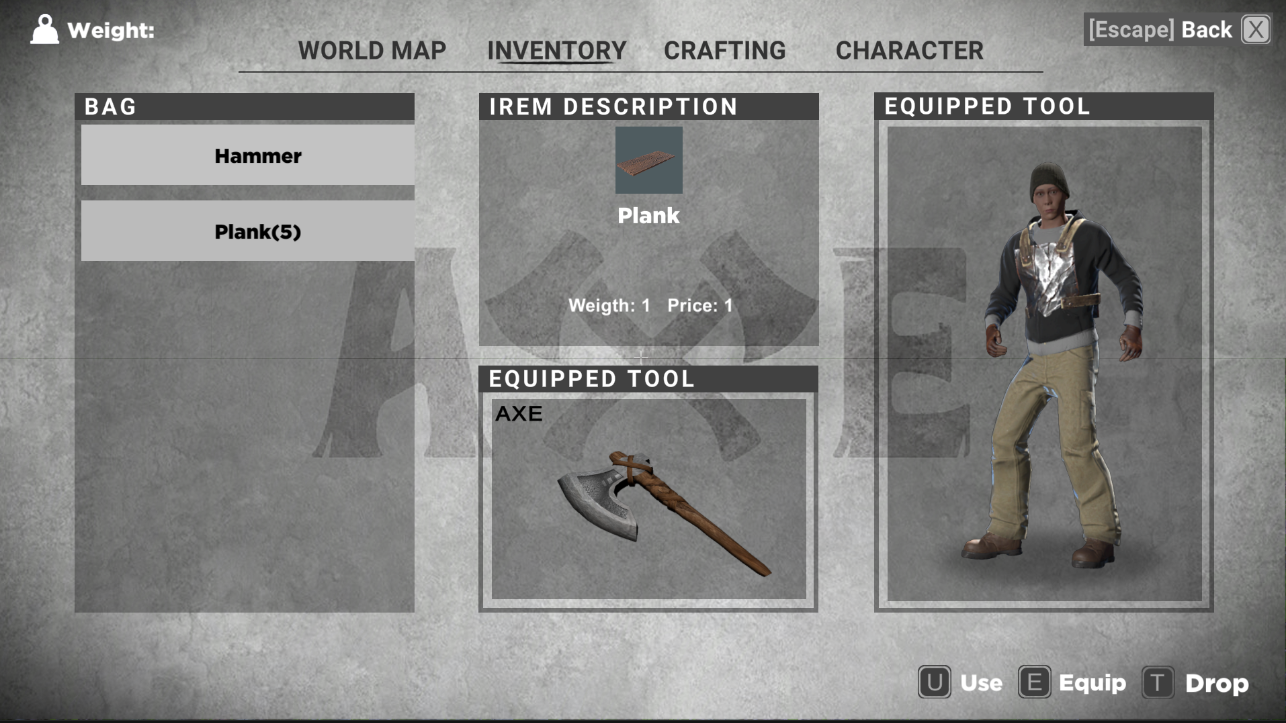 Weight:
[Escape] Back X
WORLD MAP INVENTORY CRAFTING CHARACTER
BAG
Hammer
Plank(5)
IREM DESCRIPTION
Plank
Weigth: 1 Price: 1
EQUIPPED TOOL
AXE
EQUIPPED TOOL
AXE
U Use E Equip T Drop